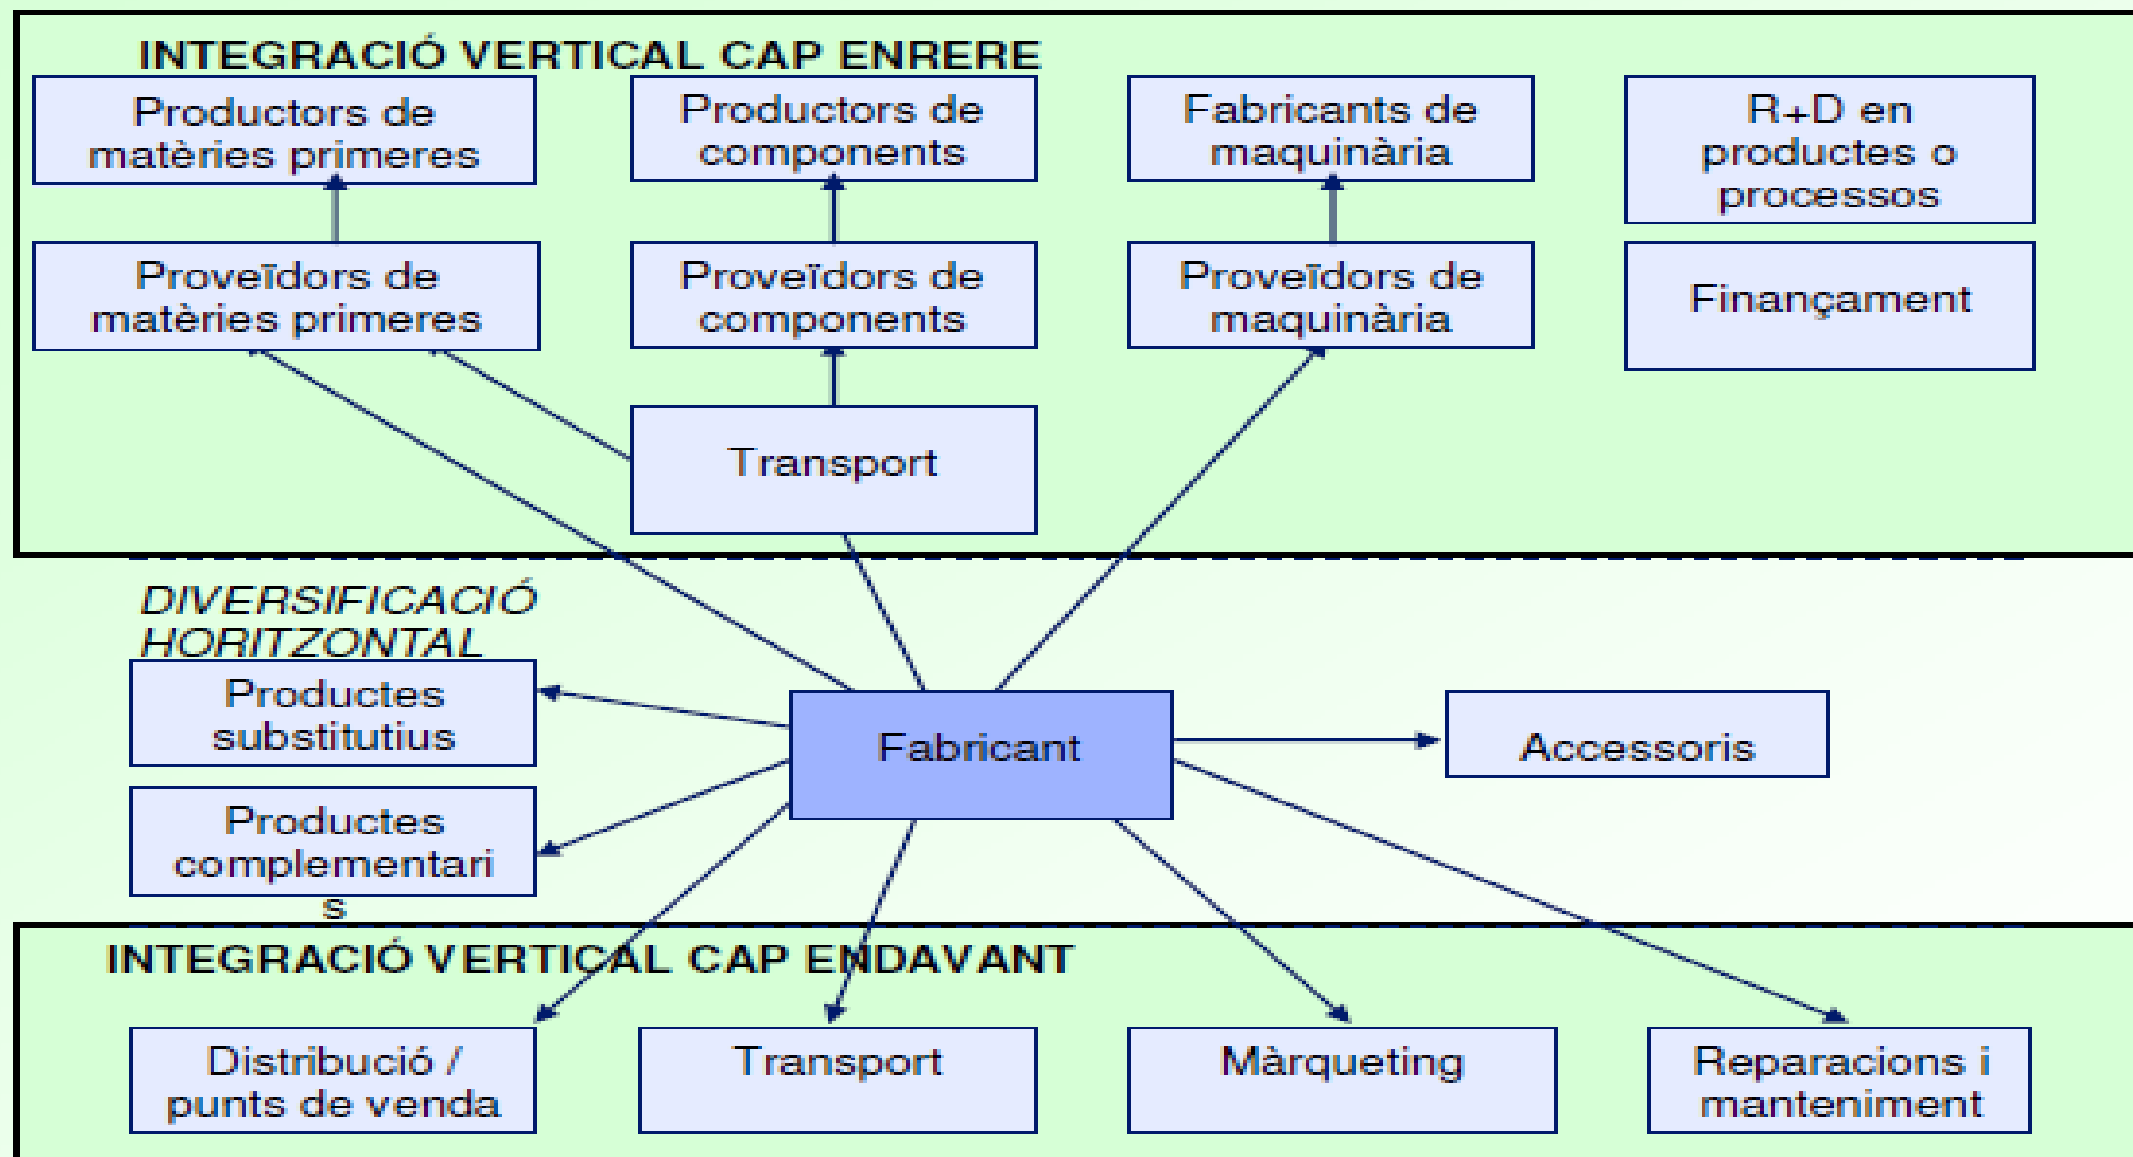 INTEGRACIÓ VERTICAL CAP ENRERE
Productors de
matèries primeres
Productors de
components
Fabricants de
maquinària
R+D en
productes o
processos
Proveïdors de
matèries primeres
Proveïdors de
components
Proveïdors de
maquinària
Finançament
Transport
DIVERSIFICACIÓ
HORITZONTAL
Productes
substitutius
Fabricant
Accessoris
Productes
complementari
s
INTEGRACIÓ VERTICAL CAP ENDAVANT
Distribució /
punts de venda
Transport
Màrqueting
Reparacions i
manteniment